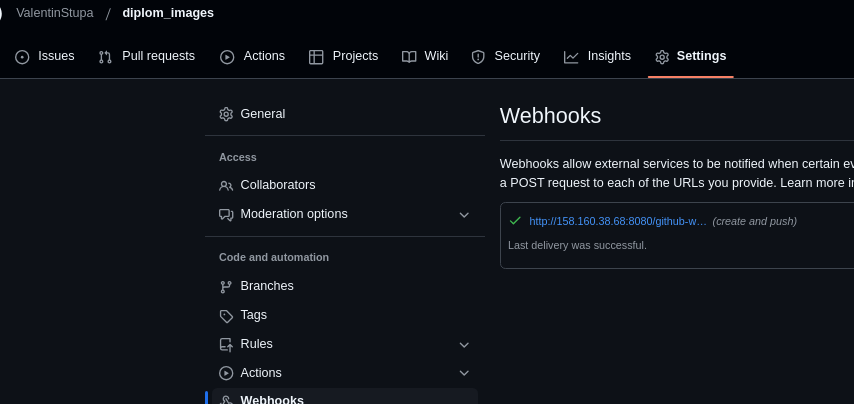 ValentinStupa / diplom_images
Issues Pull requests Actions Projects Wiki Security Insights Settings
General
Access
Collaborators
Moderation options
Code and automation
Branches
Tags
Rules
Actions
Webhooks
Webhooks
Webhooks allow external services to be notified when certain ev
a POST request to each of the URLs you provide. Learn more in
http://158.160.38.68:8080/github-w... (create and push)
Last delivery was successful.